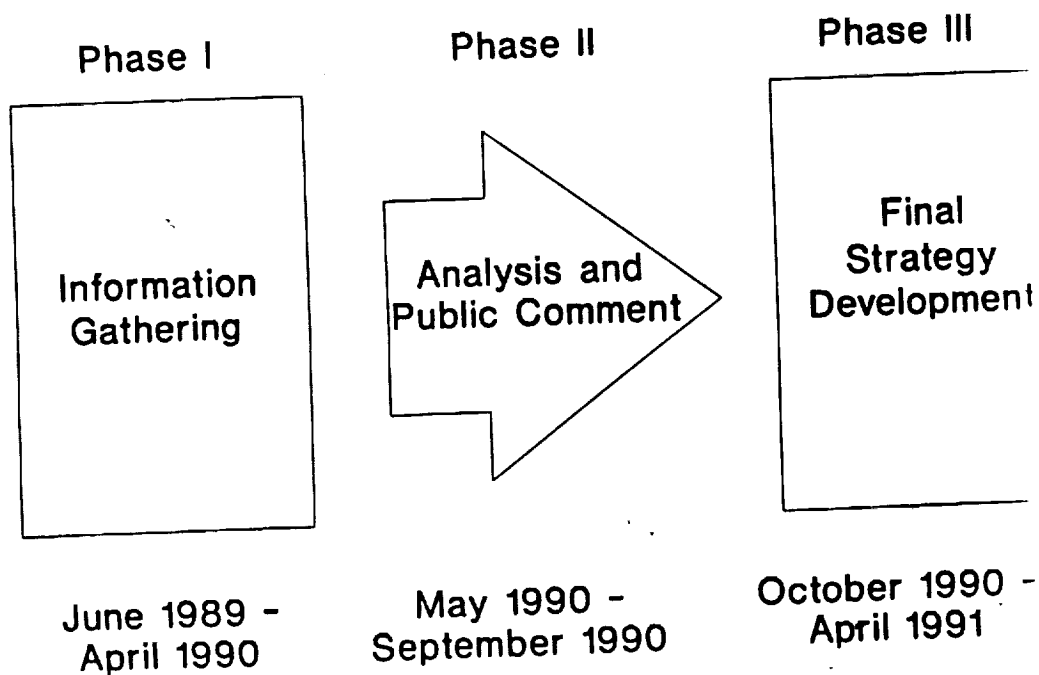 Phase I
Information
Gathering
June 1989 -
April 1990
Phase II
Analysis and
Public Comment
May 1990 -
September 1990
Phase III
Final
Strategy
Development
October 1990 -
April 1991